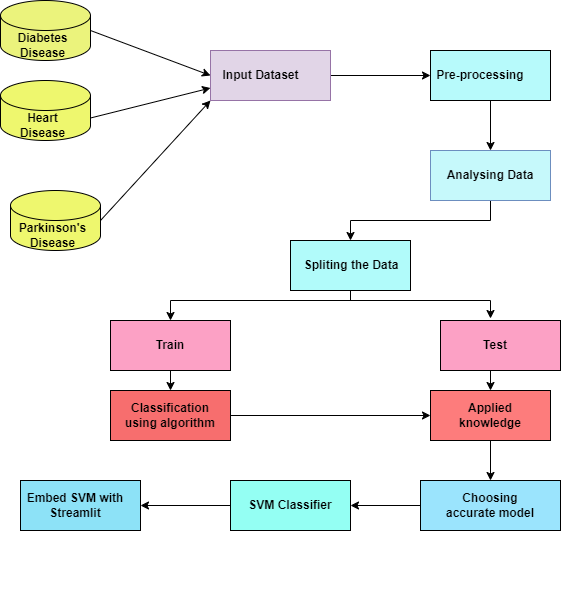 Diabetes
Disease
Input Dataset
Pre-processing
Heart
Disease
Analysing Data
Parkinson's
Disease
Spliting the Data
Train
Test
Classification
using algorithm
Applied
knowledge
Embed SVM with
Streamlit
SVM Classifier
Choosing
accurate model